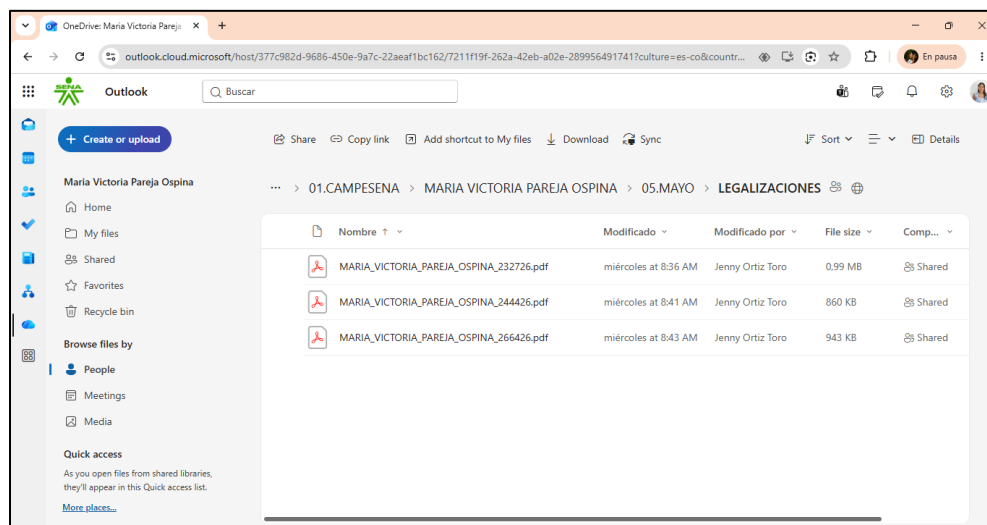 OneDrive: Maria Victoria Pareja
outlook.cloud.microsoft/host/377c982d-9686-450e-9a7c-22aeaf1bc162/7211f19f-262a-42eb-a02e-289956491741?culture=es-co&countr...
En pausa
SENA
Outlook
Buscar
Create or upload
Share
Copy link
Add shortcut to My files
Download
Sync
Sort
Details
Maria Victoria Pareja Ospina
Home
My files
Shared
Favorites
Recycle bin
Browse files by
People
Meetings
Media
Quick access
As you open files from shared libraries,
they'll appear in this Quick access list.
More places...
... > 01.CAMPESENA > MARIA VICTORIA PAREJA OSPINA > 05.MAYO > LEGALIZACIONES
Nombre Modificado Modificado por File size Comp...
MARIA_VICTORIA_PAREJA_OSPINA_232726.pdf miércoles at 8:36 AM Jenny Ortiz Toro 0,99 MB Shared
MARIA_VICTORIA_PAREJA_OSPINA_244426.pdf miércoles at 8:41 AM Jenny Ortiz Toro 860 KB Shared
MARIA_VICTORIA_PAREJA_OSPINA_266426.pdf miércoles at 8:43 AM Jenny Ortiz Toro 943 KB Shared